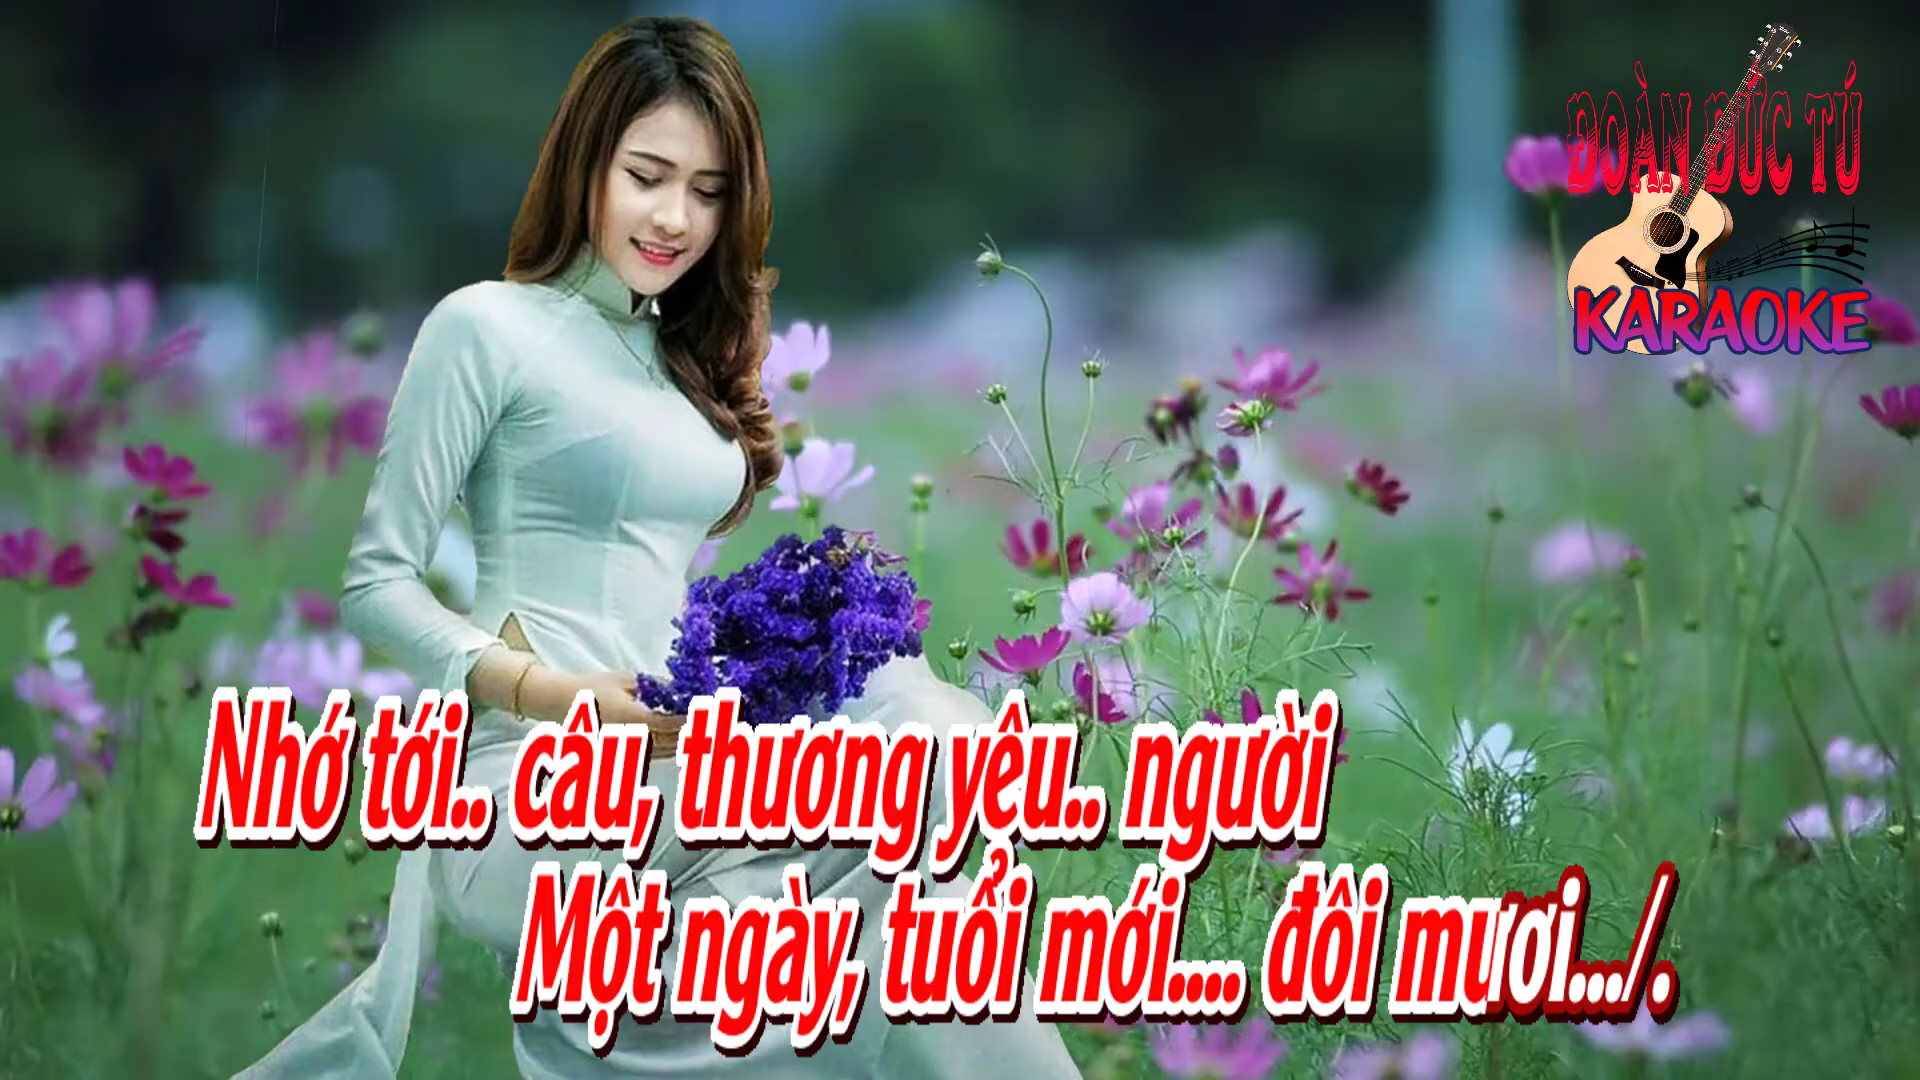 ĐOÀN ĐỨC TÚ
KARAOKE
Nhớ tới.. câu, thương yêu.. người
Một ngày, tuổi mới.... đôi mươi.../.